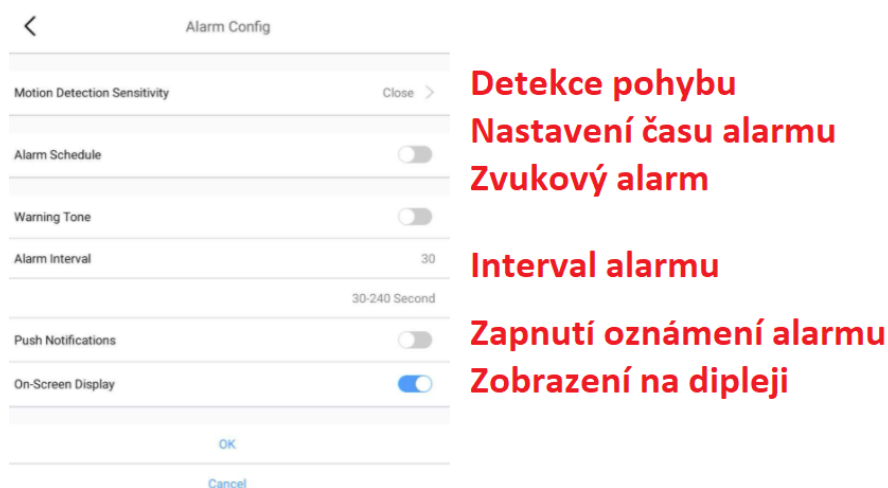 Alarm Config
Motion Detection Sensitivity Close
Detekce pohybu
Nastavení času alarmu
Alarm Schedule
Zvukový alarm
Warning Tone
Alarm Interval 30
Interval alarmu
30-240 Second
Push Notifications
Zapnutí oznámení alarmu
On-Screen Display
Zobrazení na dipleji
OK
Cancel